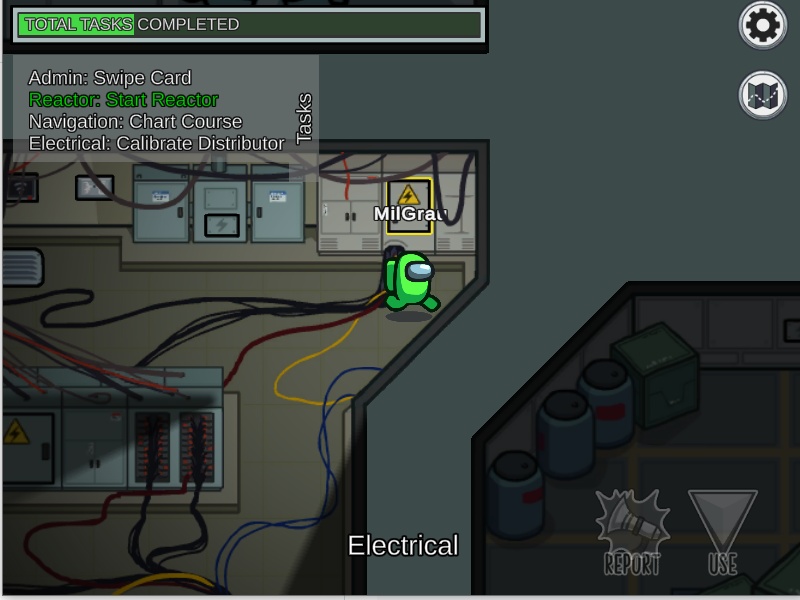 TOTAL TASKS COMPLETED
Admin: Swipe Card
Reactor: Start Reactor
Navigation: Chart Course
Electrical: Calibrate Distributor
Tasks
MilGrau
Electrical
REPORT
USE